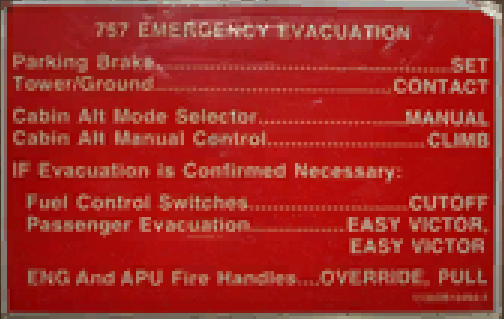 757 EMERGENCY EVACUATION
Parking Brake..............................SET
Tower/Ground..............................CONTACT
Cabin Alt Mode Selector....................MANUAL
Cabin Alt Manual Control...................CLIMB
IF Evacuation is Confirmed Necessary:
Fuel Control Switches......................CUTOFF
Passenger Evacuation.............EASY VICTOR,
EASY VICTOR
ENG And APU Fire Handles....OVERRIDE, PULL